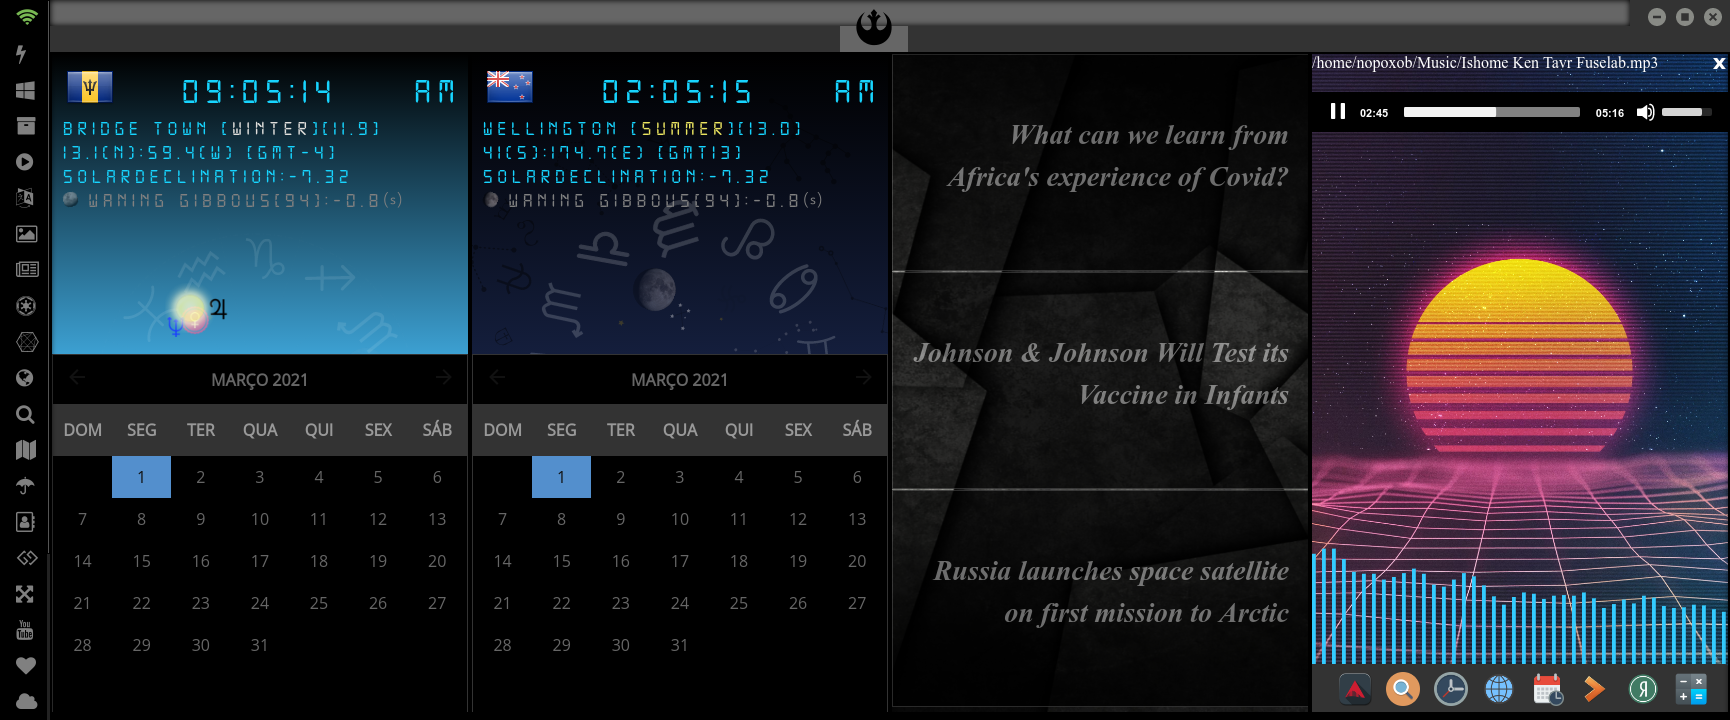 09:05:14 AM
BRIDGE TOWN [WINTER][11.9]
13.1(N):59.4(W) [GMT-4]
SOLARDECLINATION:-7.32
WANING GIBBOUS[94]:-0.8(s)
MARÇO 2021
DOM SEG TER QUA QUI SEX SÁB
1 2 3 4 5 6
7 8 9 10 11 12 13
14 15 16 17 18 19 20
21 22 23 24 25 26 27
28 29 30 31
02:05:15 AM
WELLINGTON [SUMMER][13.0]
41(S):174.7(E) [GMT13]
SOLARDECLINATION:-7.32
WANING GIBBOUS[94]:-0.8(s)
MARÇO 2021
DOM SEG TER QUA QUI SEX SÁB
1 2 3 4 5 6
7 8 9 10 11 12 13
14 15 16 17 18 19 20
21 22 23 24 25 26 27
28 29 30 31
What can we learn from
Africa's experience of Covid?
Johnson & Johnson Will Test its
Vaccine in Infants
Russia launches space satellite
on first mission to Arctic
/home/nopoxob/Music/Ishome Ken Tavr Fuselab.mp3 x
02:45 05:16
You
Tube
Я